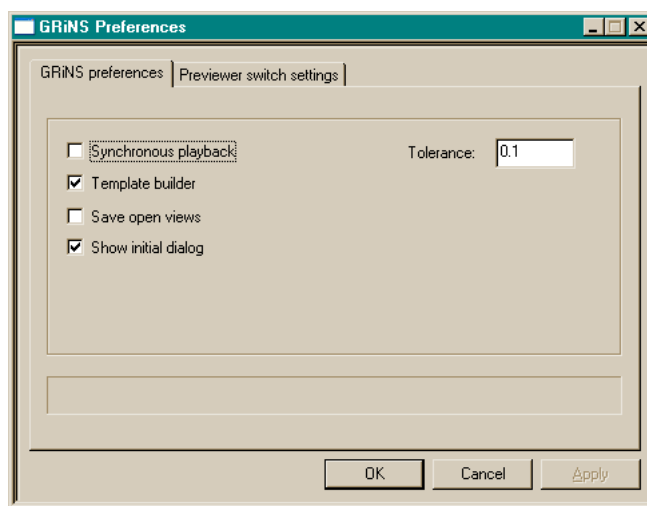 GRiNS Preferences
GRiNS preferences Previewer switch settings
Synchronous playback Tolerance: 0.1
Template builder
Save open views
Show initial dialog
OK Cancel Apply